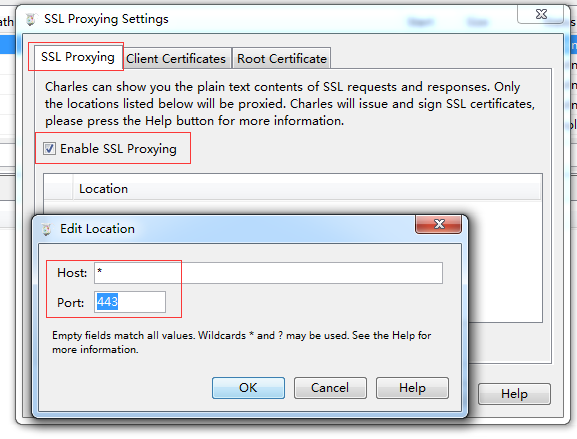 SSL Proxying Settings
SSL Proxying
Client Certificates
Root Certificate
Charles can show you the plain text contents of SSL requests and responses. Only
the locations listed below will be proxied. Charles will issue and sign SSL certificates,
please press the Help button for more information.
Enable SSL Proxying
Location
Edit Location
Host: *
Port: 443
Empty fields match all values. Wildcards * and ? may be used. See the Help for
more information.
OK
Cancel
Help
Help